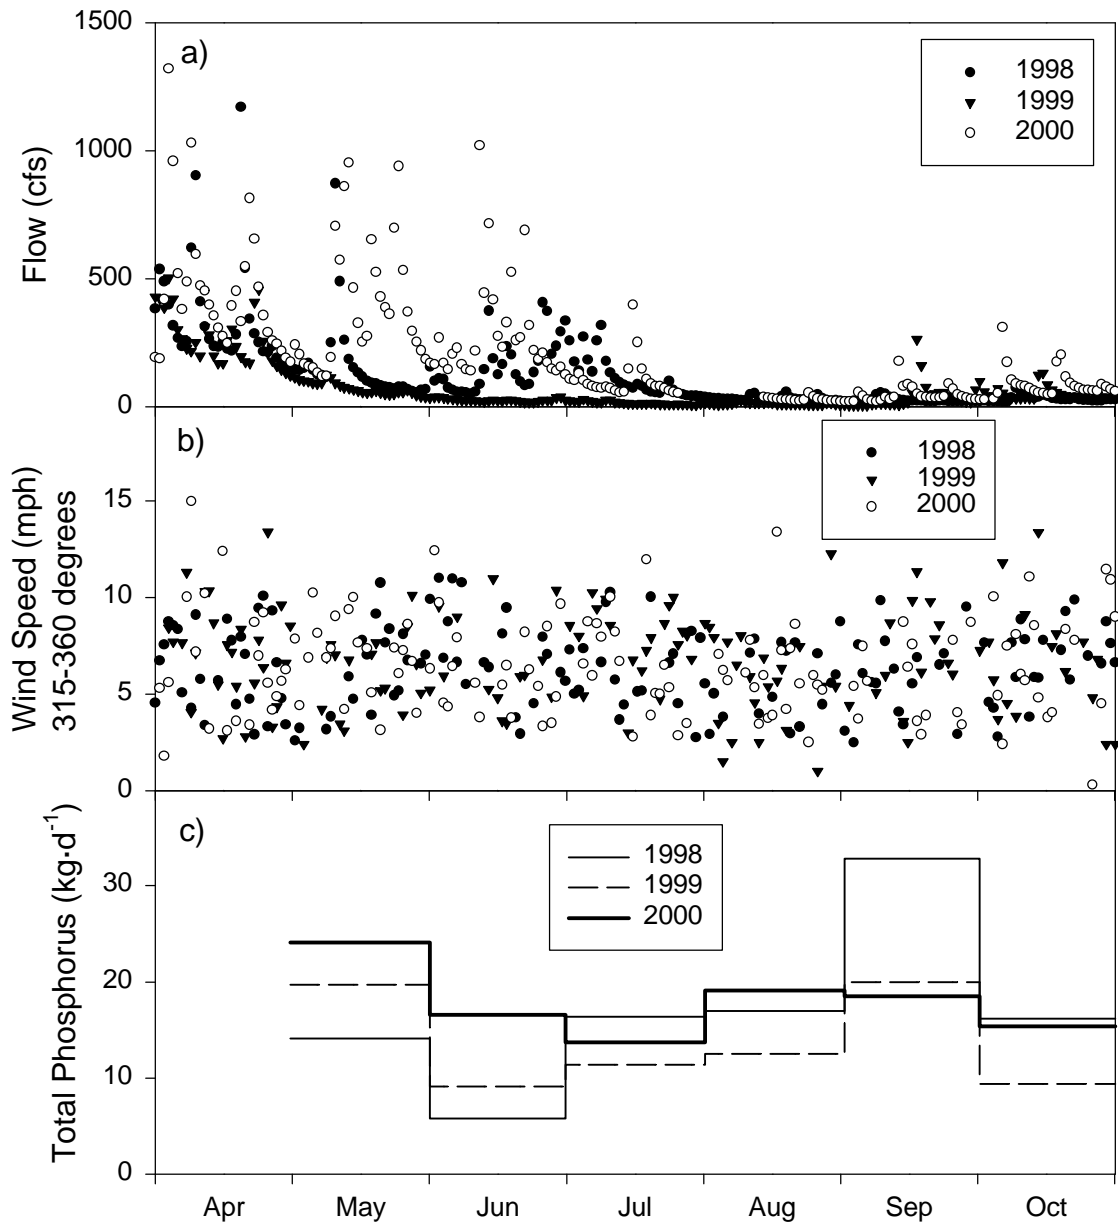 a)
1998
1999
2000
1500
1000
500
0
Flow (cfs)
b)
1998
1999
2000
15
10
5
0
Wind Speed (mph)
315-360 degrees
c)
1998
1999
2000
30
20
10
0
Total Phosphorus (kg·d⁻¹)
Apr May Jun Jul Aug Sep Oct